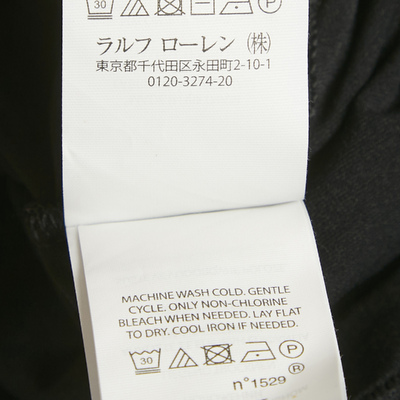 30 P
ラルフ ローレン (株)
東京都千代田区永田町2-10-1
0120-3274-20
MACHINE WASH COLD. GENTLE
CYCLE. ONLY NON-CHLORINE
BLEACH WHEN NEEDED. LAY FLAT
TO DRY. COOL IRON IF NEEDED.
30 P
®
n°1529